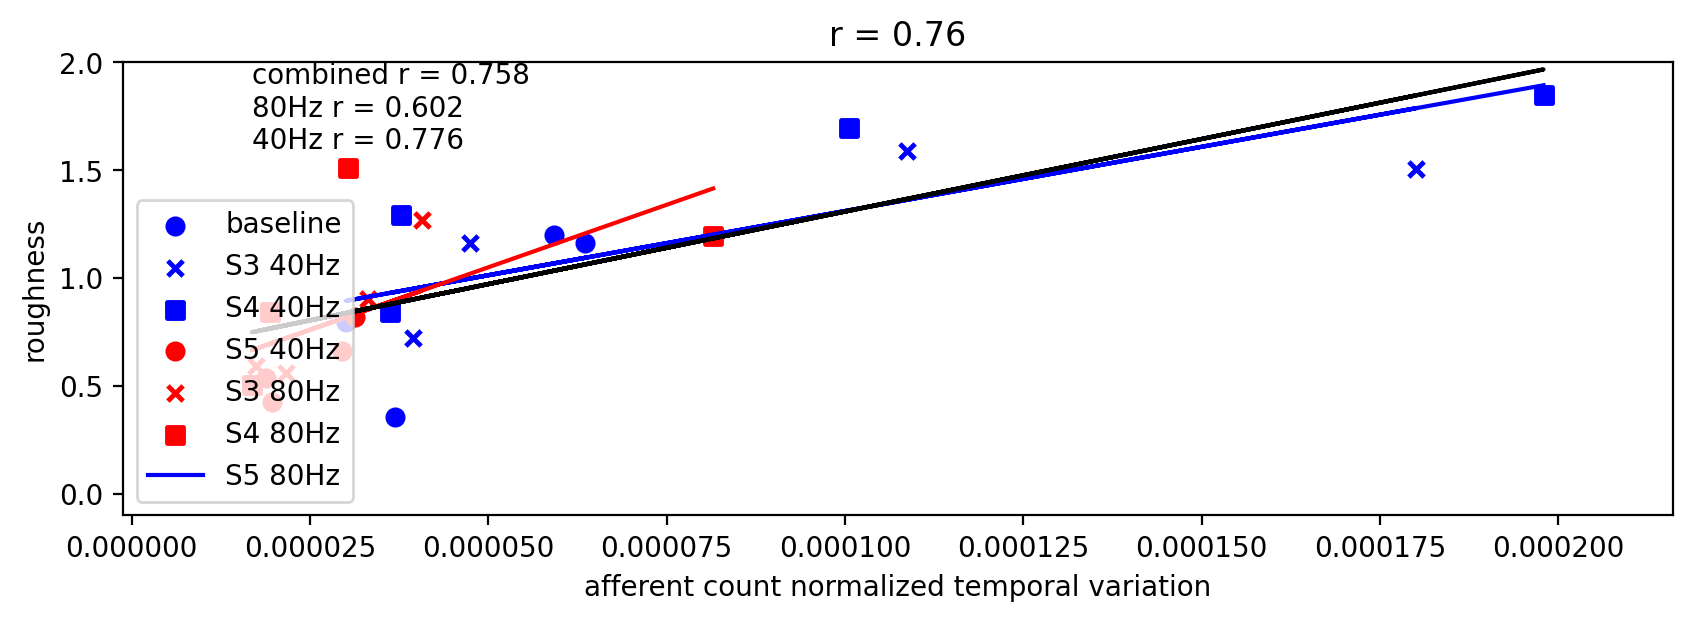 r = 0.76
combined r = 0.758
80Hz r = 0.602
40Hz r = 0.776
2.0
1.5
1.0
0.5
0.0
roughness
baseline
S3 40Hz
S4 40Hz
S5 40Hz
S3 80Hz
S4 80Hz
S5 80Hz
0.000000 0.000025 0.000050 0.000075 0.000100 0.000125 0.000150 0.000175 0.000200
afferent count normalized temporal variation